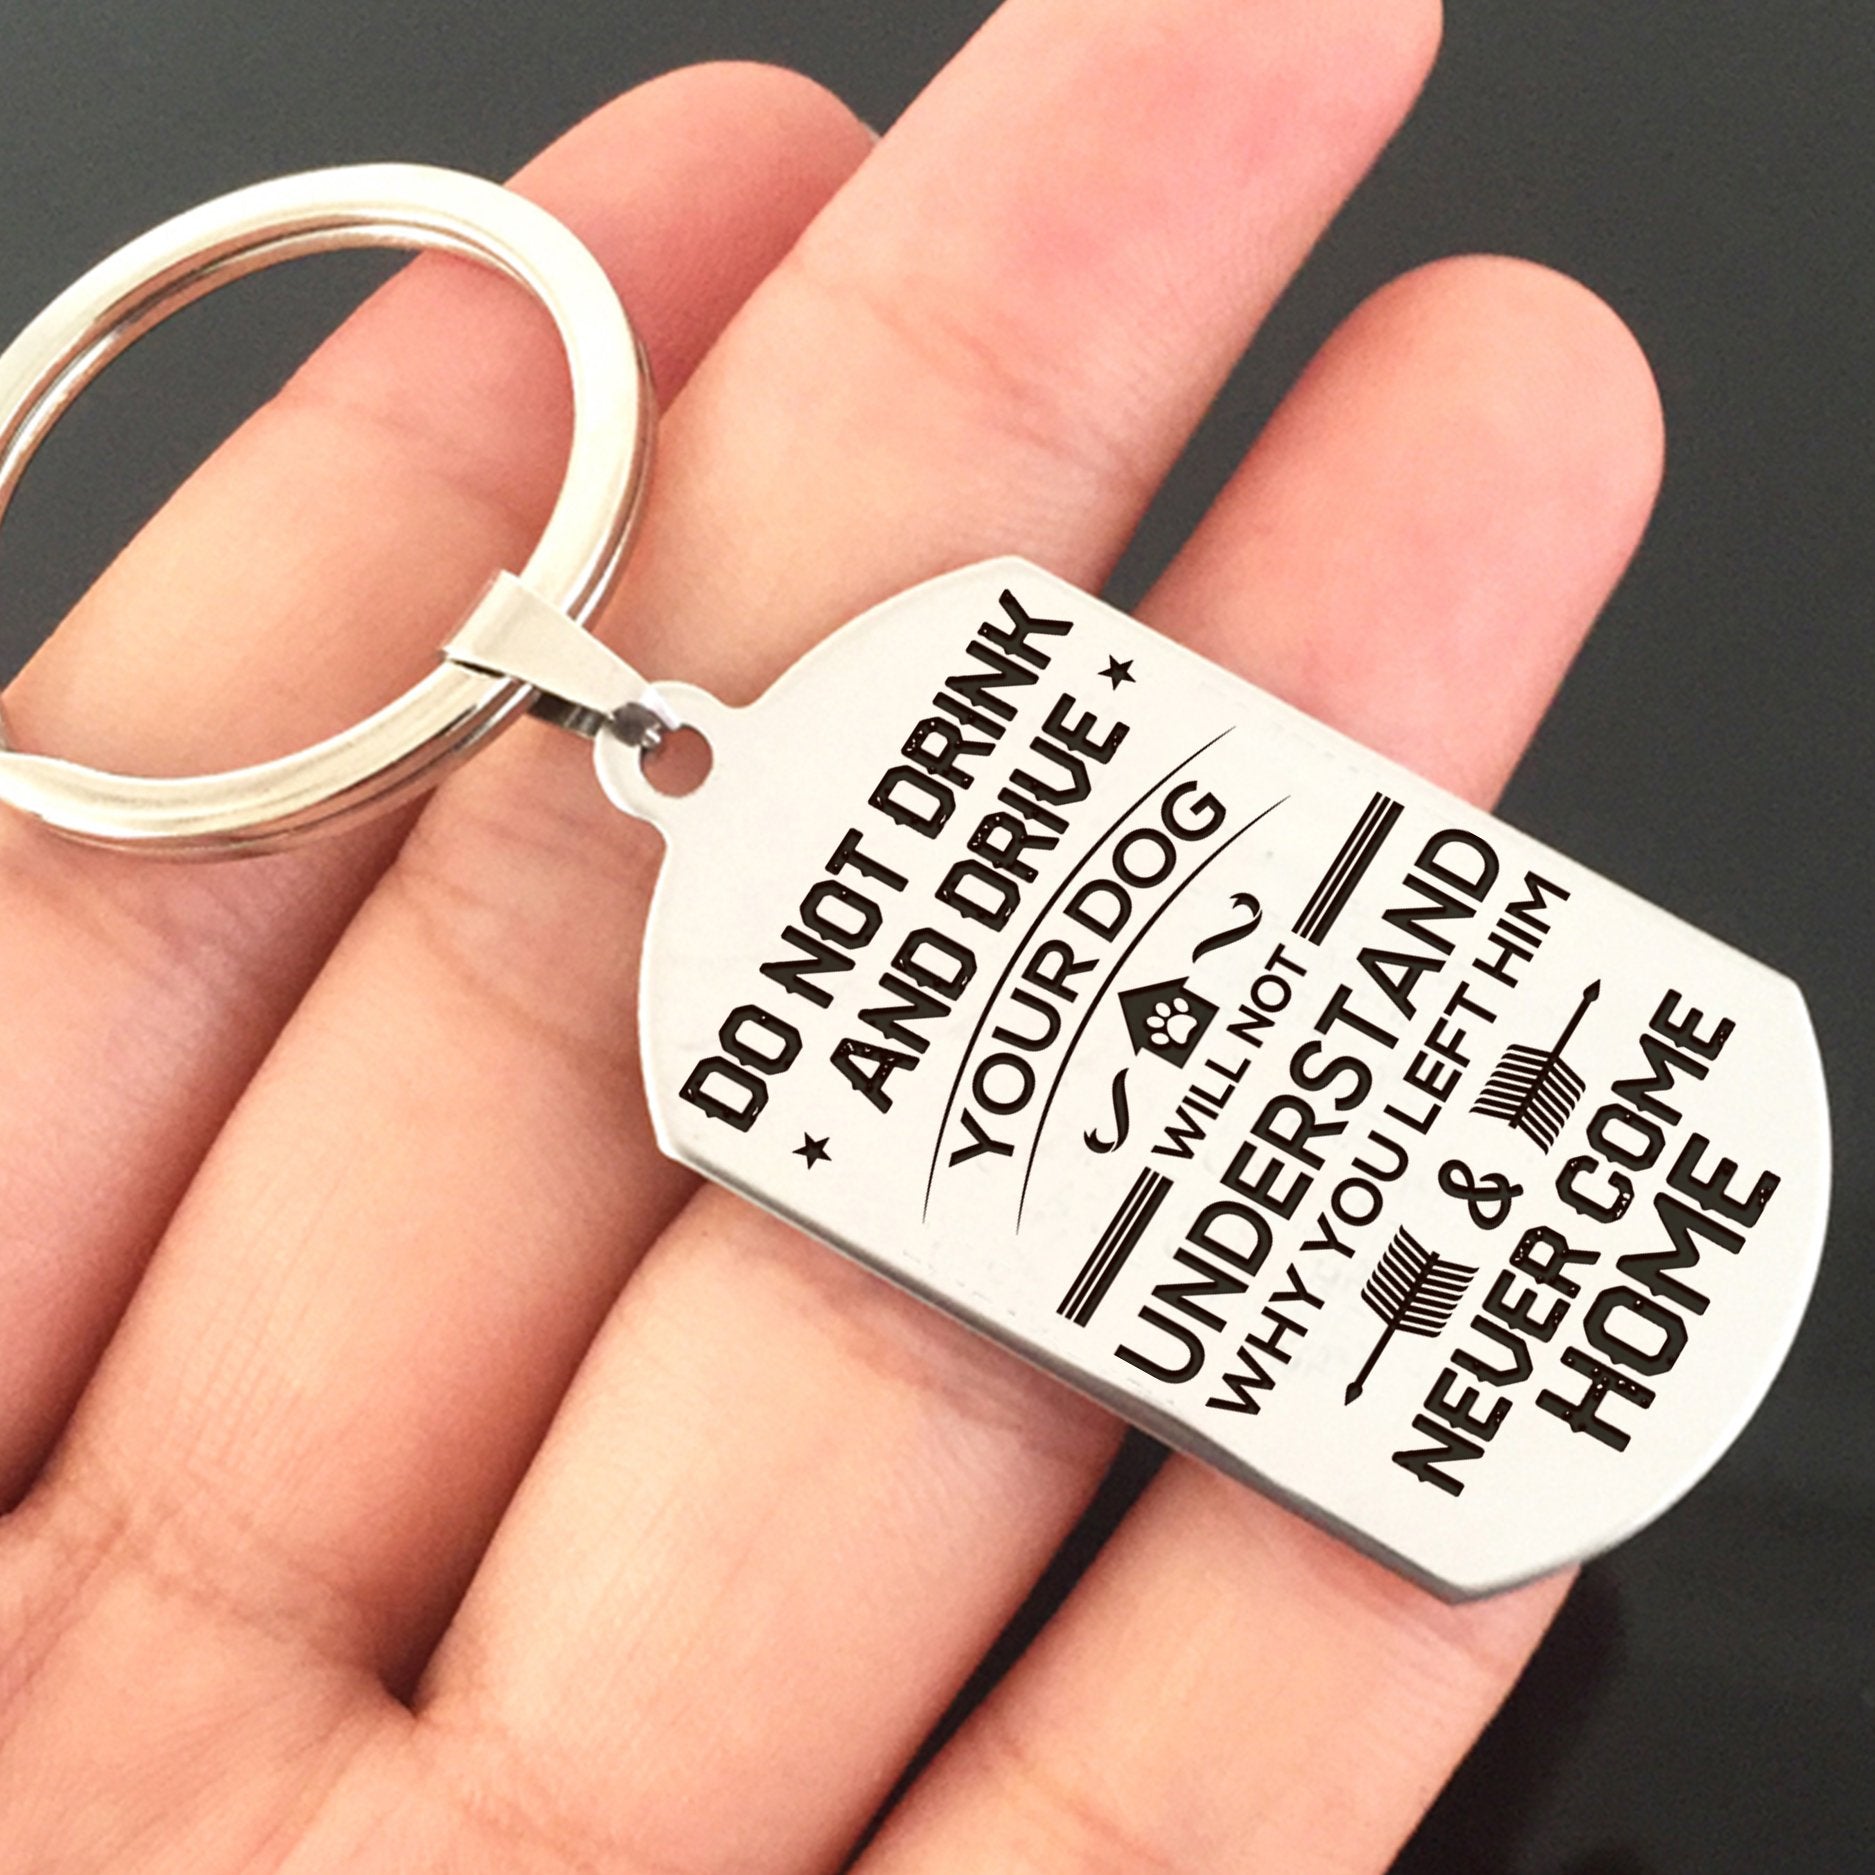 DO NOT DRINK
AND DRIVE
YOUR DOG
WILL NOT
UNDERSTAND
WHY YOU LEFT HIM
&
NEVER COME
HOME